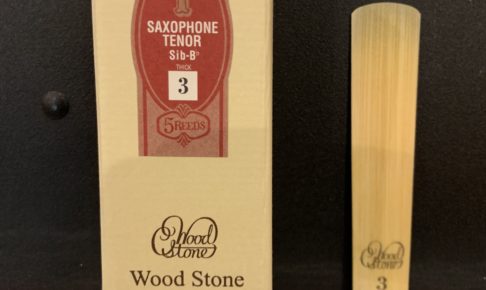 SAXOPHONE
TENOR
Sib-B♭
THICK
3
5 REEDS
Wood
Stone
Wood Stone
Wood
Stone
3